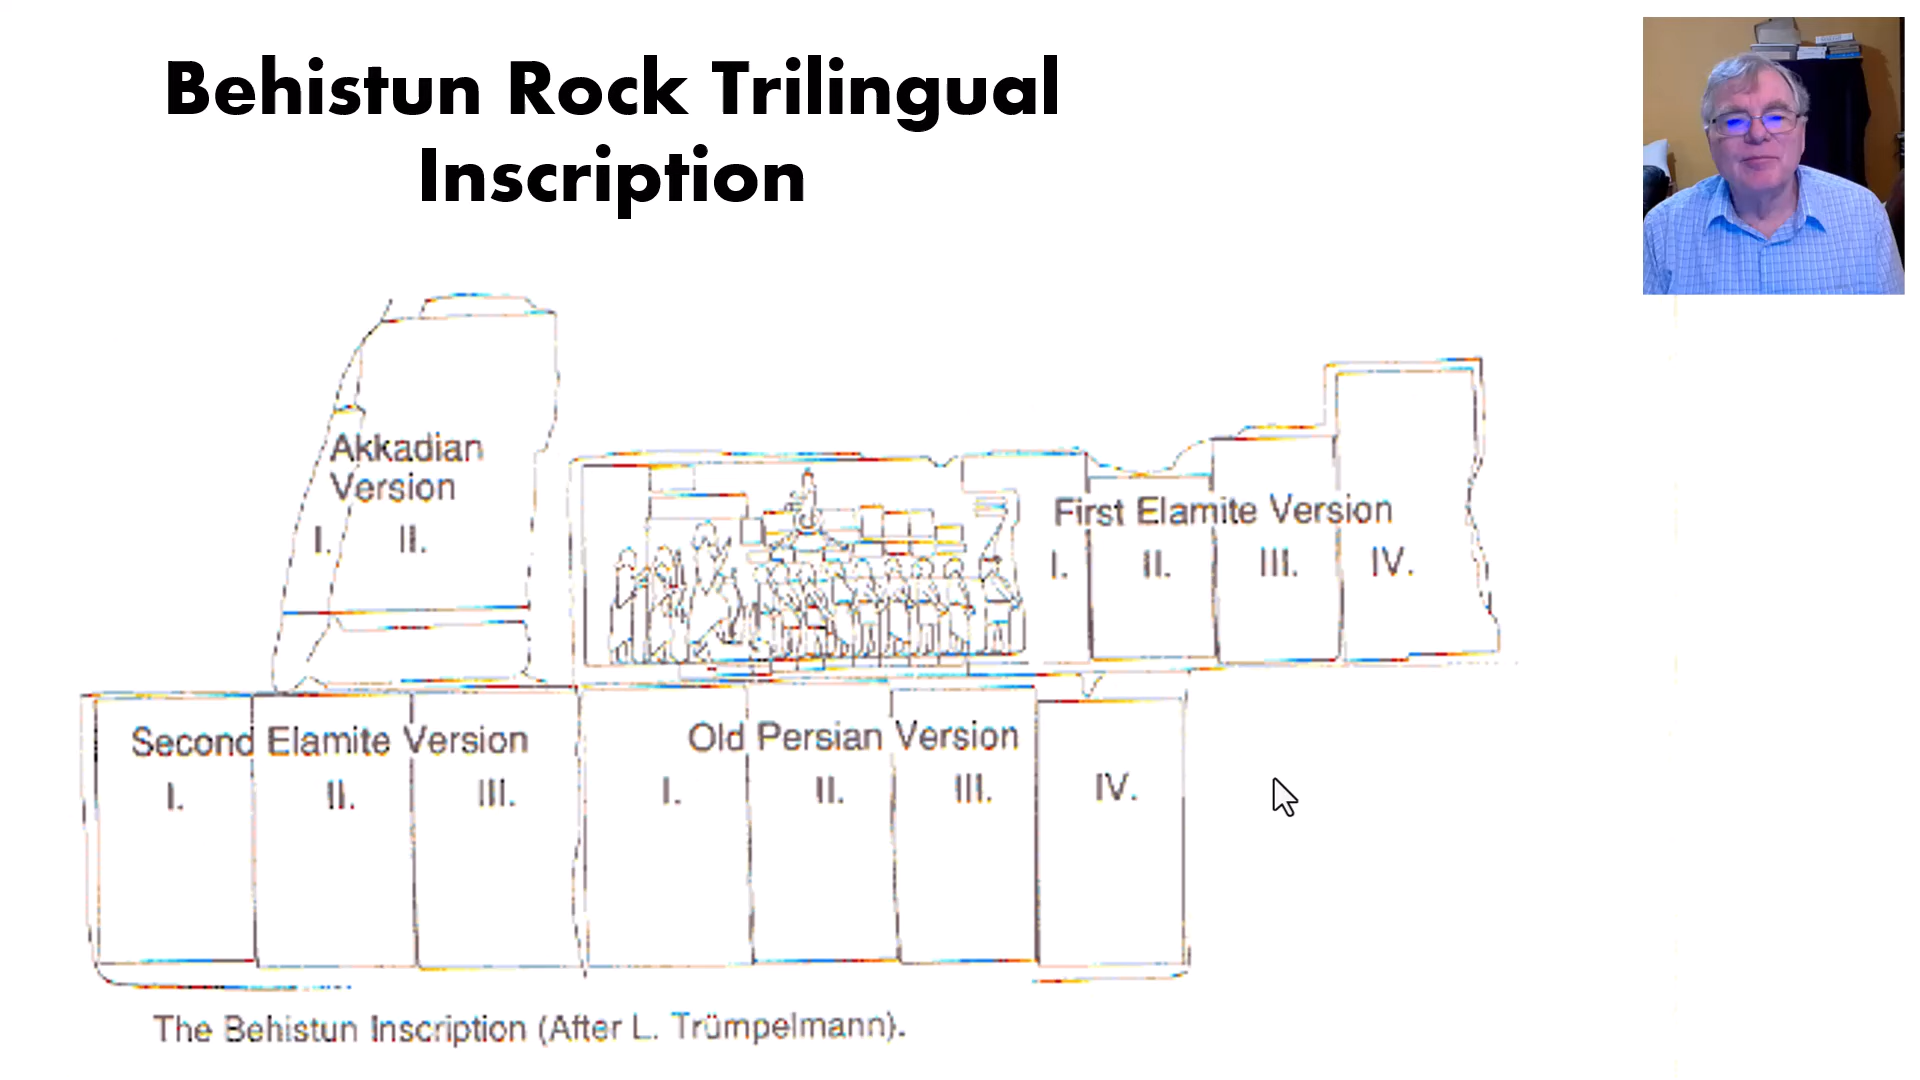 Behistun Rock Trilingual
Inscription
Akkadian
Version
I. II.
First Elamite Version
I. II. III. IV.
Second Elamite Version
I. II. III.
Old Persian Version
I. II. III. IV.
The Behistun Inscription (After L. Trümpelmann).